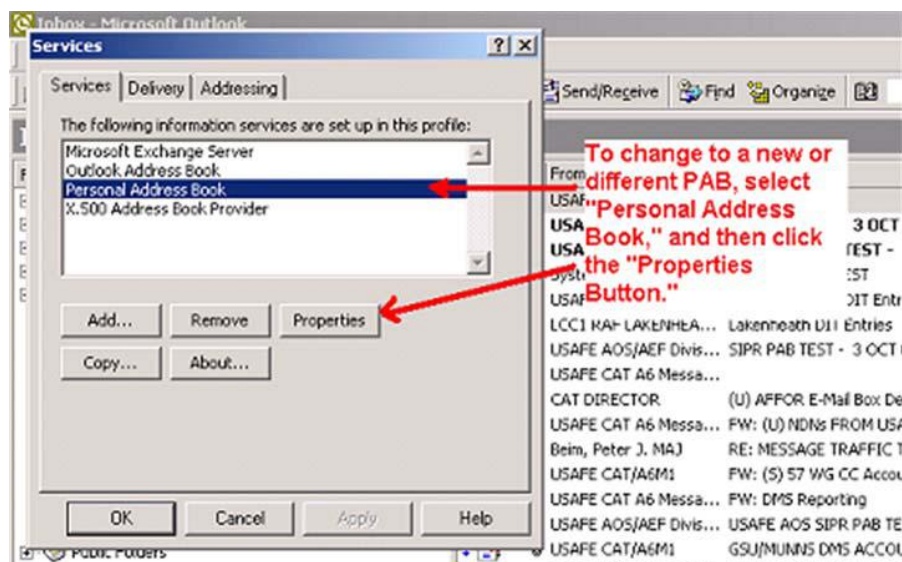 Inbox - Microsoft Outlook
Services
Services Delivery Addressing
The following information services are set up in this profile:
Microsoft Exchange Server
Outlook Address Book
Personal Address Book
X.500 Address Book Provider
Add... Remove Properties
Copy... About...
OK Cancel Apply Help
Public Folders
Send/Receive Find Organize
To change to a new or
different PAB, select
"Personal Address
Book," and then click
the "Properties
Button."
From
USAF
USA 3 OCT
USA TEST -
Syst EST
USAF DIT Entr
LCC1 RAF LAKENHEA... Lakenheath DIT Entries
USAFE AOS/AEF Divis... SIPR PAB TEST - 3 OCT
USAFE CAT A6 Messa...
CAT DIRECTOR (U) AFFOR E-Mail Box De
USAFE CAT A6 Messa... FW: (U) NDNs FROM USA
Beim, Peter J. MAJ RE: MESSAGE TRAFFIC T
USAFE CAT/A6M1 FW: (S) 57 WG CC Accou
USAFE CAT A6 Messa... FW: DMS Reporting
USAFE AOS/AEF Divis... USAFE AOS SIPR PAB TE
USAFE CAT/A6M1 GSU/MUNNS DMS ACCOU